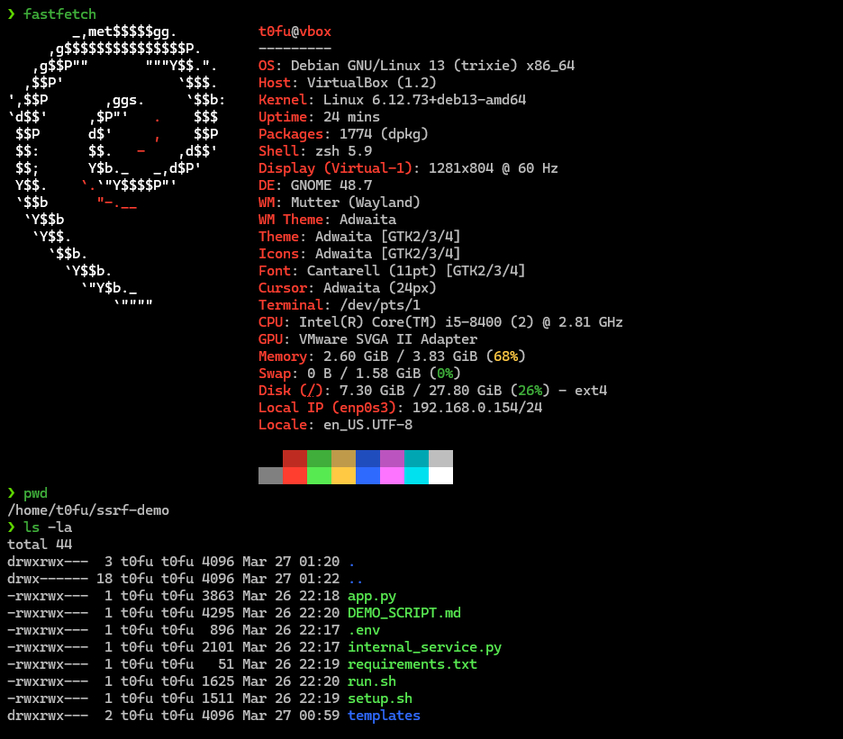 ❯ fastfetch
        _,met$$$$$gg.          t0fu@vbox
     ,g$$$$$$$$$$$$$$$P.       ---------
   ,g$$P""       """Y$$.".     OS: Debian GNU/Linux 13 (trixie) x86_64
  ,$$P'              `$$$.     Host: VirtualBox (1.2)
',$$P       ,ggs.     `$$b:    Kernel: Linux 6.12.73+deb13-amd64
`d$$'     ,$P"'   .    $$$     Uptime: 24 mins
 $$P      d$'     ,    $$P     Packages: 1774 (dpkg)
 $$:      $$.   -    ,d$$'     Shell: zsh 5.9
 $$;      Y$b._   _,d$P'       Display (Virtual-1): 1281x804 @ 60 Hz
 Y$$.    `.`"Y$$$$P"'          DE: GNOME 48.7
 `$$b      "-.__               WM: Mutter (Wayland)
  `Y$$b                        WM Theme: Adwaita
   `Y$$.                       Theme: Adwaita [GTK2/3/4]
     `$$b.                     Icons: Adwaita [GTK2/3/4]
       `Y$$b.                  Font: Cantarell (11pt) [GTK2/3/4]
         `"Y$b._               Cursor: Adwaita (24px)
             `""""             Terminal: /dev/pts/1
                               CPU: Intel(R) Core(TM) i5-8400 (2) @ 2.81 GHz
                               GPU: VMware SVGA II Adapter
                               Memory: 2.60 GiB / 3.83 GiB (68%)
                               Swap: 0 B / 1.58 GiB (0%)
                               Disk (/): 7.30 GiB / 27.80 GiB (26%) - ext4
                               Local IP (enp0s3): 192.168.0.154/24
                               Locale: en_US.UTF-8
❯ pwd
/home/t0fu/ssrf-demo
❯ ls -la
total 44
drwxrwx---  3 t0fu t0fu 4096 Mar 27 01:20 .
drwx------ 18 t0fu t0fu 4096 Mar 27 01:22 ..
-rwxrwx---  1 t0fu t0fu 3863 Mar 26 22:18 app.py
-rwxrwx---  1 t0fu t0fu 4295 Mar 26 22:20 DEMO_SCRIPT.md
-rwxrwx---  1 t0fu t0fu  896 Mar 26 22:17 .env
-rwxrwx---  1 t0fu t0fu 2101 Mar 26 22:17 internal_service.py
-rwxrwx---  1 t0fu t0fu   51 Mar 26 22:19 requirements.txt
-rwxrwx---  1 t0fu t0fu 1625 Mar 26 22:20 run.sh
-rwxrwx---  1 t0fu t0fu 1511 Mar 26 22:19 setup.sh
drwxrwx---  2 t0fu t0fu 4096 Mar 27 00:59 templates